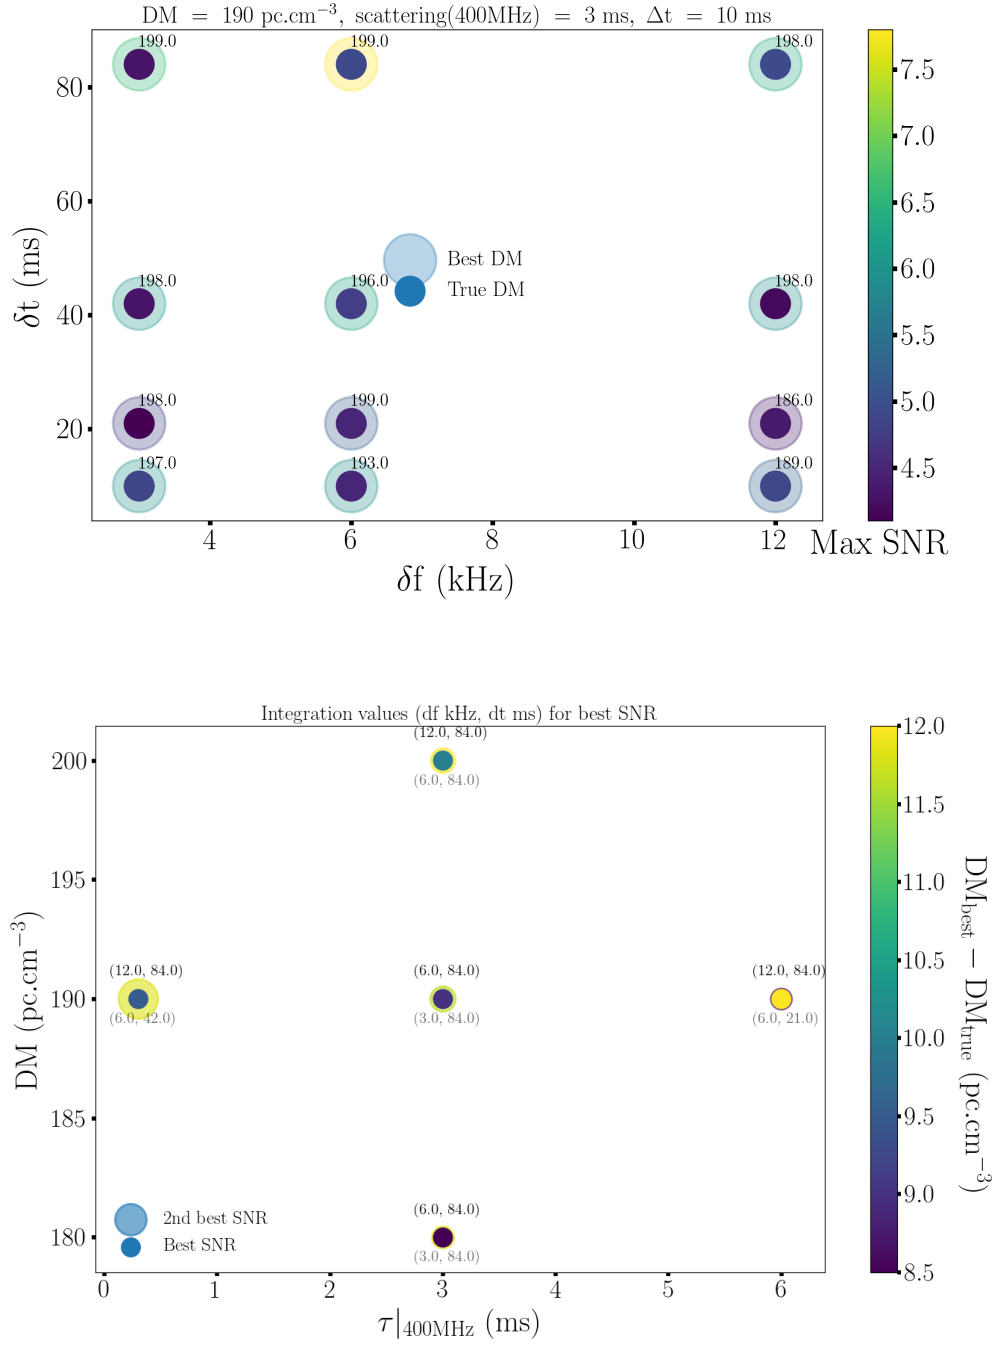 DM = 190 pc.cm−3, scattering(400MHz) = 3 ms, Δt = 10 ms
199.0 199.0 198.0
198.0 196.0 198.0
198.0 199.0 186.0
197.0 193.0 189.0
Best DM
True DM
80
60
40
20
δt (ms)
4 6 8 10 12
δf (kHz)
7.5
7.0
6.5
6.0
5.5
5.0
4.5
Max SNR
Integration values (df kHz, dt ms) for best SNR
(12.0, 84.0)
(6.0, 84.0)
(12.0, 84.0) (6.0, 84.0) (12.0, 84.0)
(6.0, 42.0) (3.0, 84.0) (6.0, 21.0)
(6.0, 84.0)
(3.0, 84.0)
2nd best SNR
Best SNR
200
195
190
185
180
DM (pc.cm−3)
0 1 2 3 4 5 6
τ|400MHz (ms)
12.0
11.5
11.0
10.5
10.0
9.5
9.0
8.5
DMbest − DMtrue (pc.cm−3)